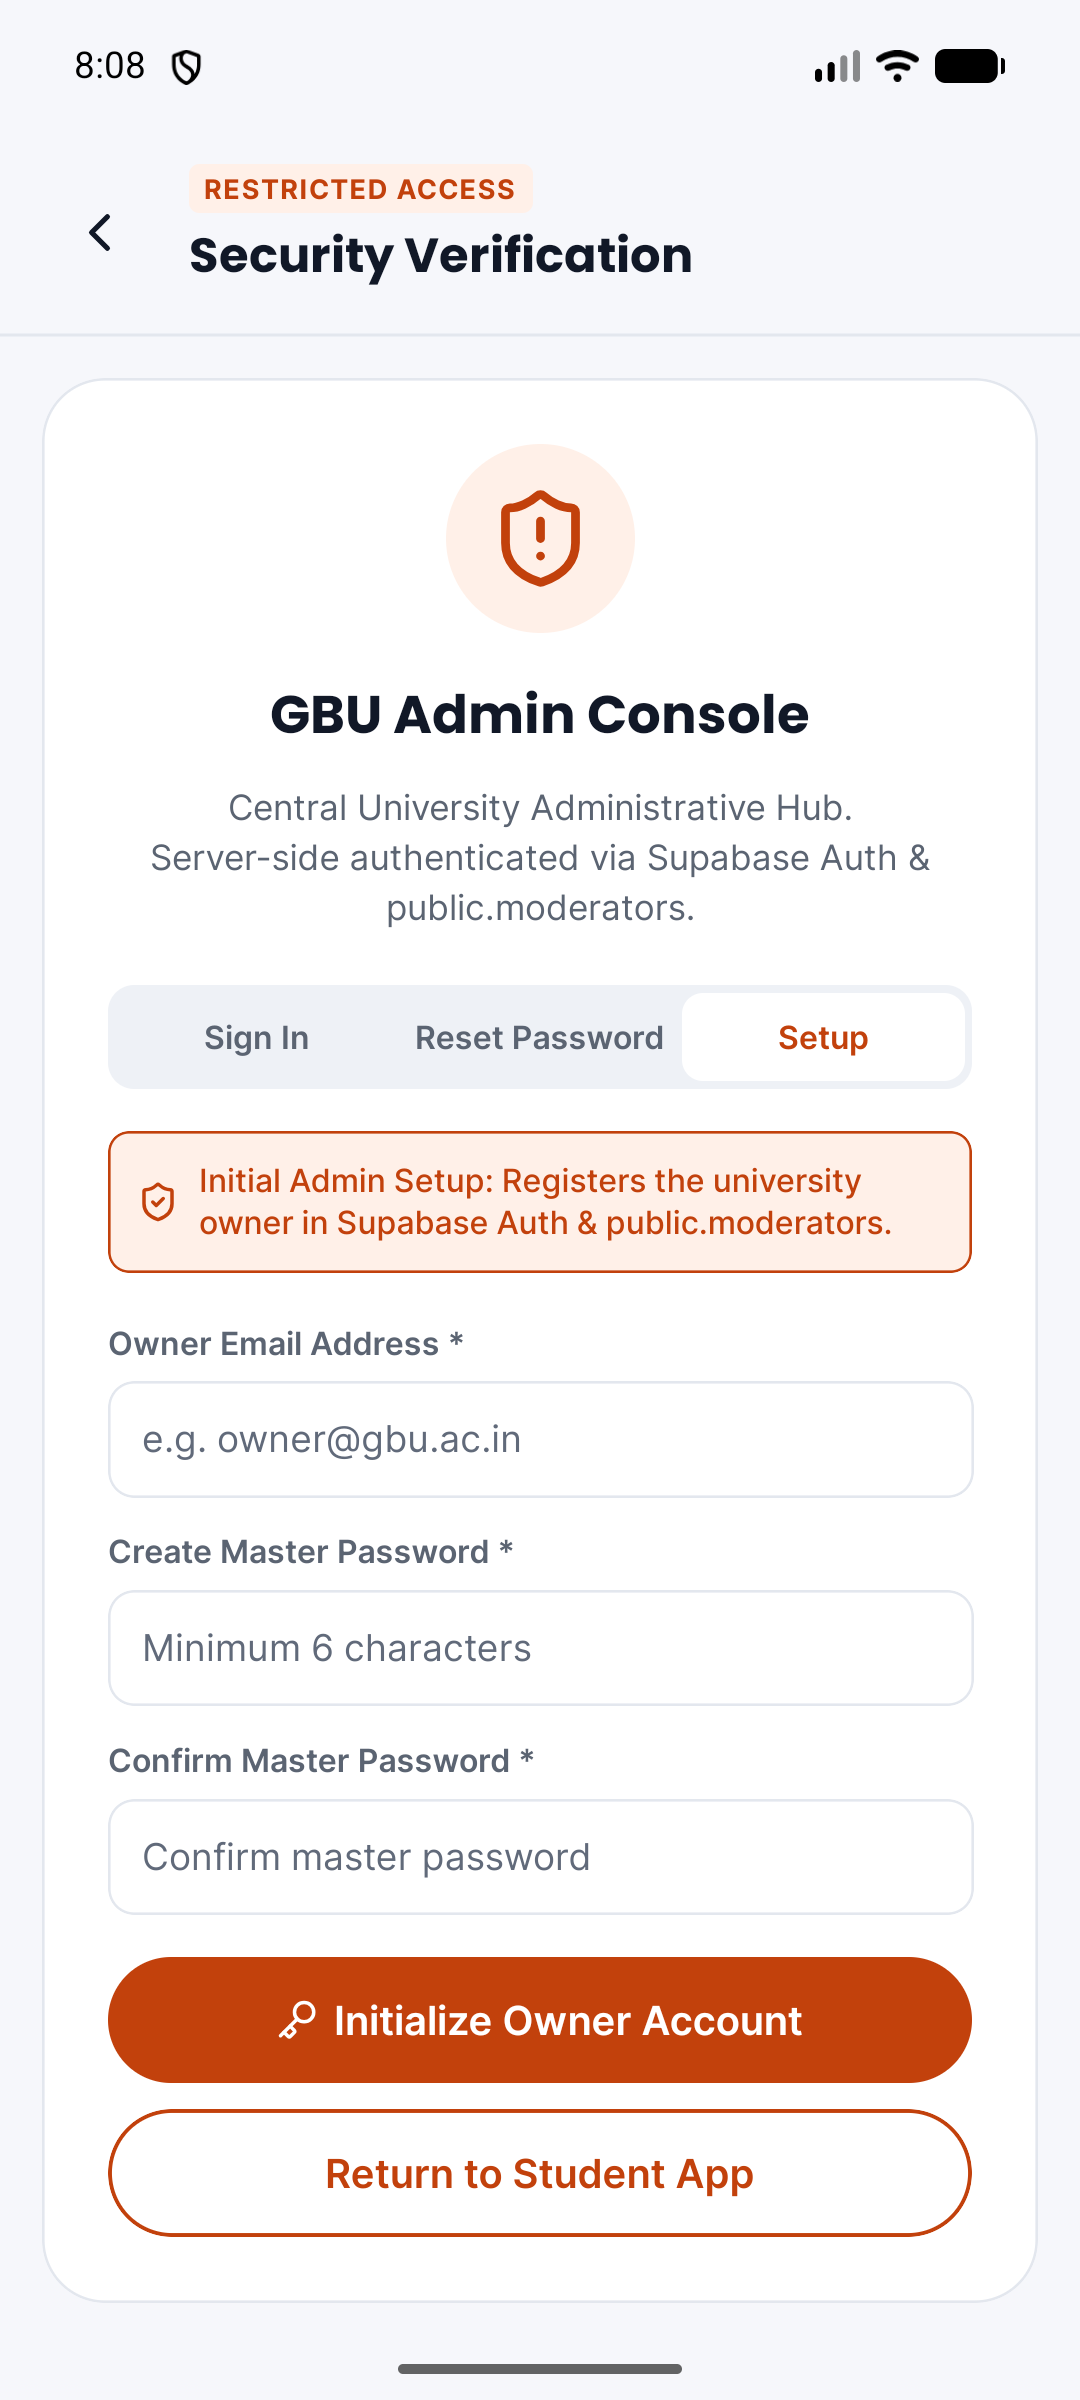 8:08
RESTRICTED ACCESS
Security Verification
GBU Admin Console
Central University Administrative Hub.
Server-side authenticated via Supabase Auth &
public.moderators.
Sign In
Reset Password
Setup
Initial Admin Setup: Registers the university
owner in Supabase Auth & public.moderators.
Owner Email Address *
e.g. owner@gbu.ac.in
Create Master Password *
Minimum 6 characters
Confirm Master Password *
Confirm master password
Initialize Owner Account
Return to Student App